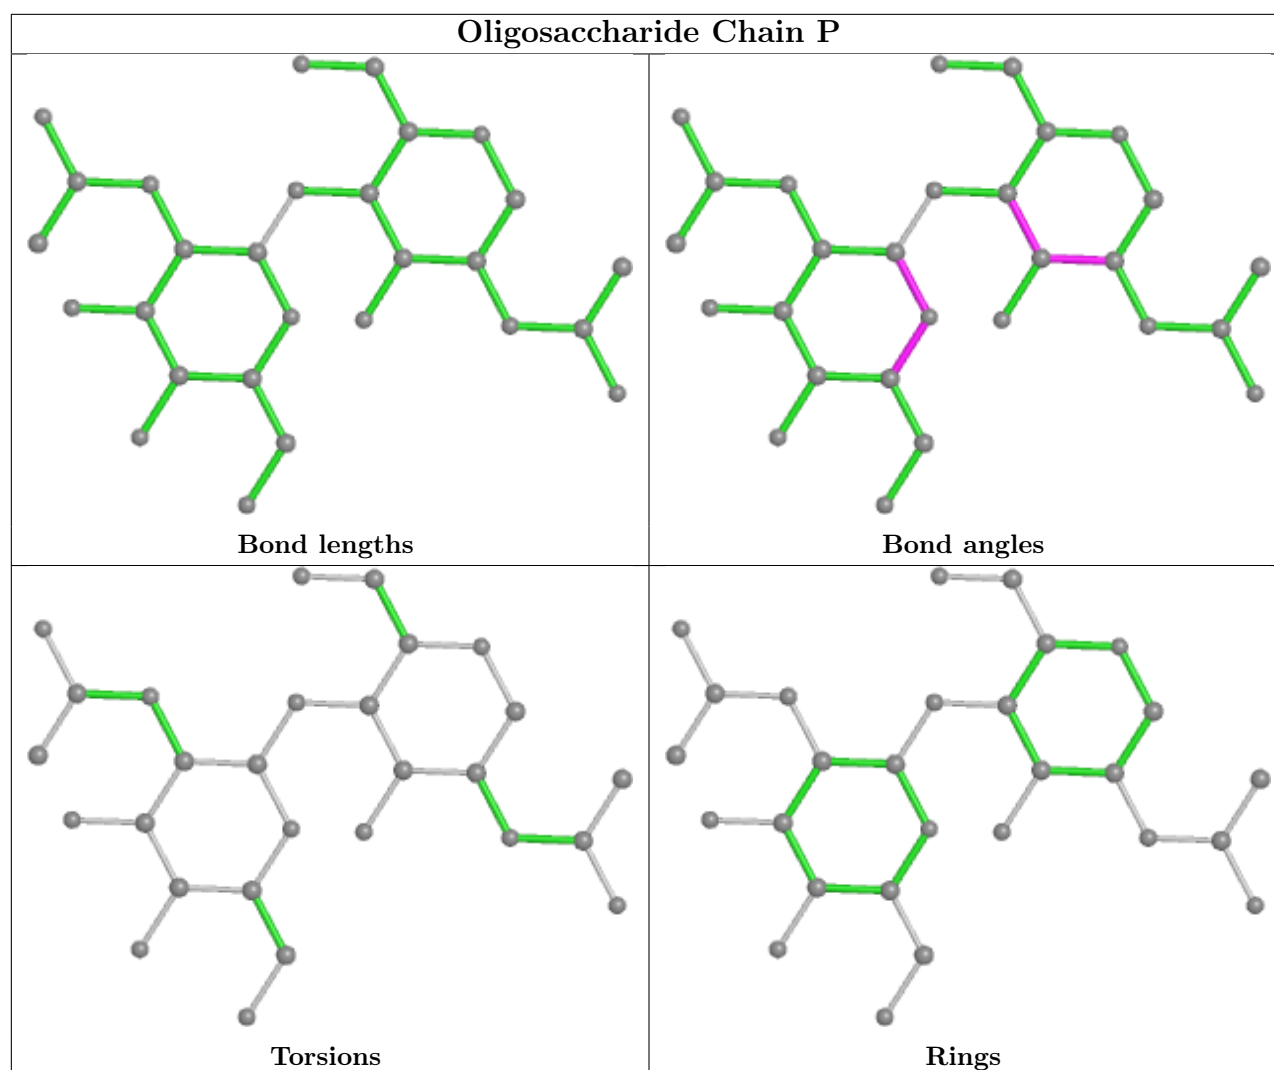 Oligosaccharide Chain P
Bond lengths
Bond angles
Torsions
Rings